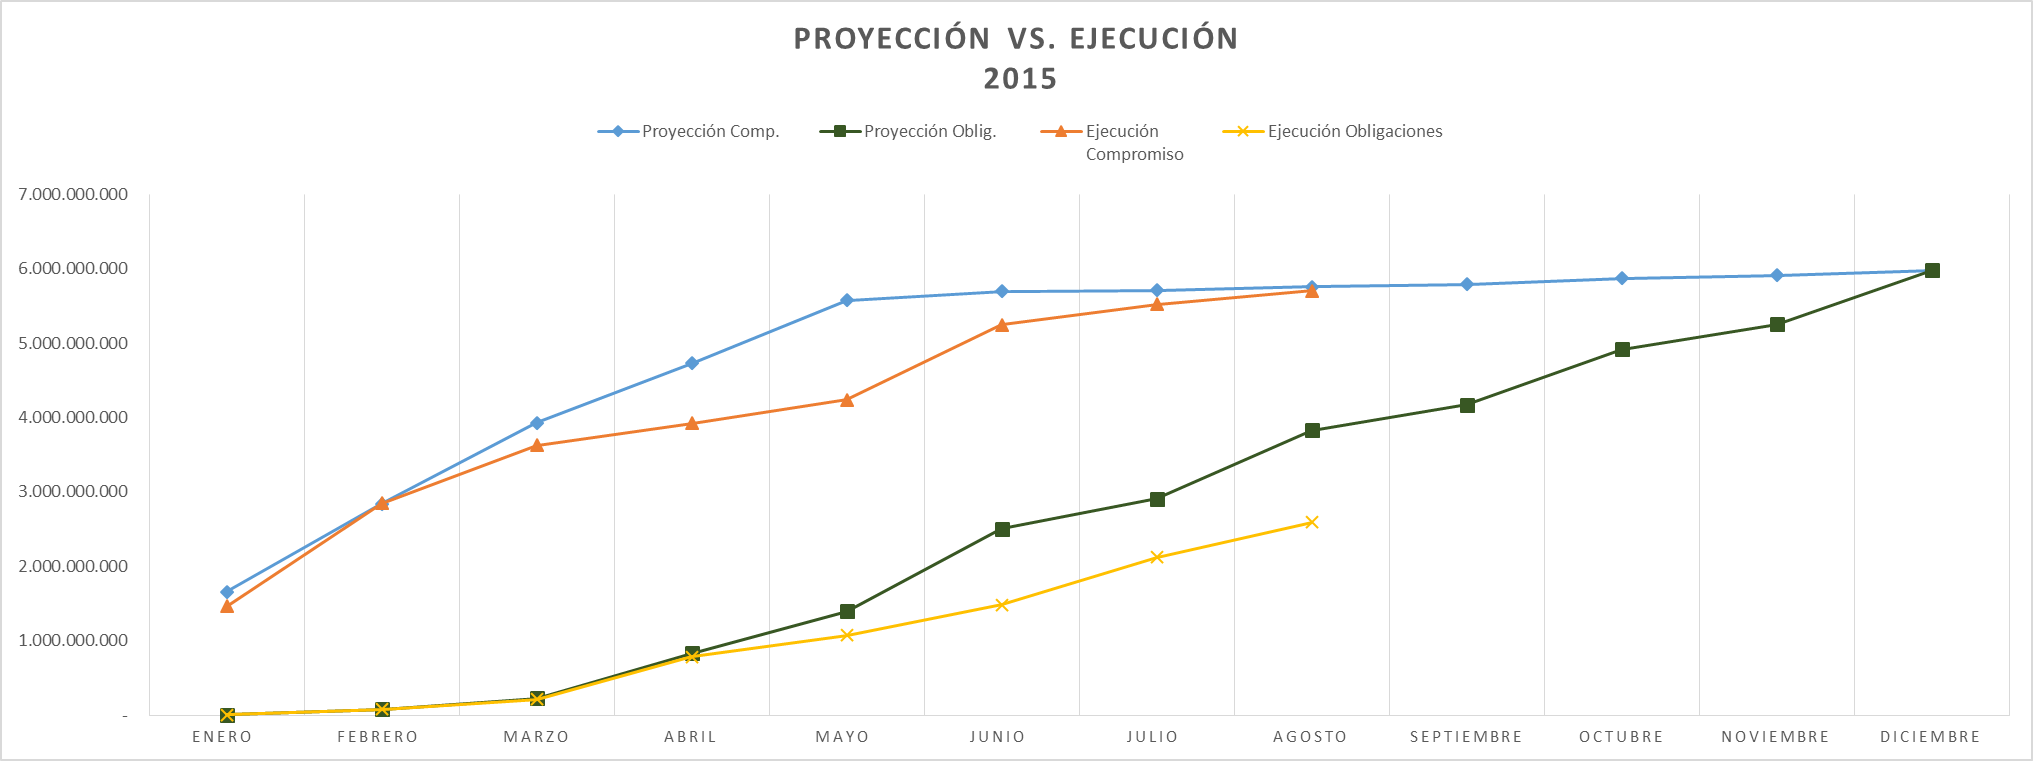 PROYECCIÓN VS. EJECUCIÓN
2015
Proyección Comp.
Proyección Oblig.
Ejecución
Compromiso
Ejecución Obligaciones
7.000.000.000
6.000.000.000
5.000.000.000
4.000.000.000
3.000.000.000
2.000.000.000
1.000.000.000
-
ENERO FEBRERO MARZO ABRIL MAYO JUNIO JULIO AGOSTO SEPTIEMBRE OCTUBRE NOVIEMBRE DICIEMBRE